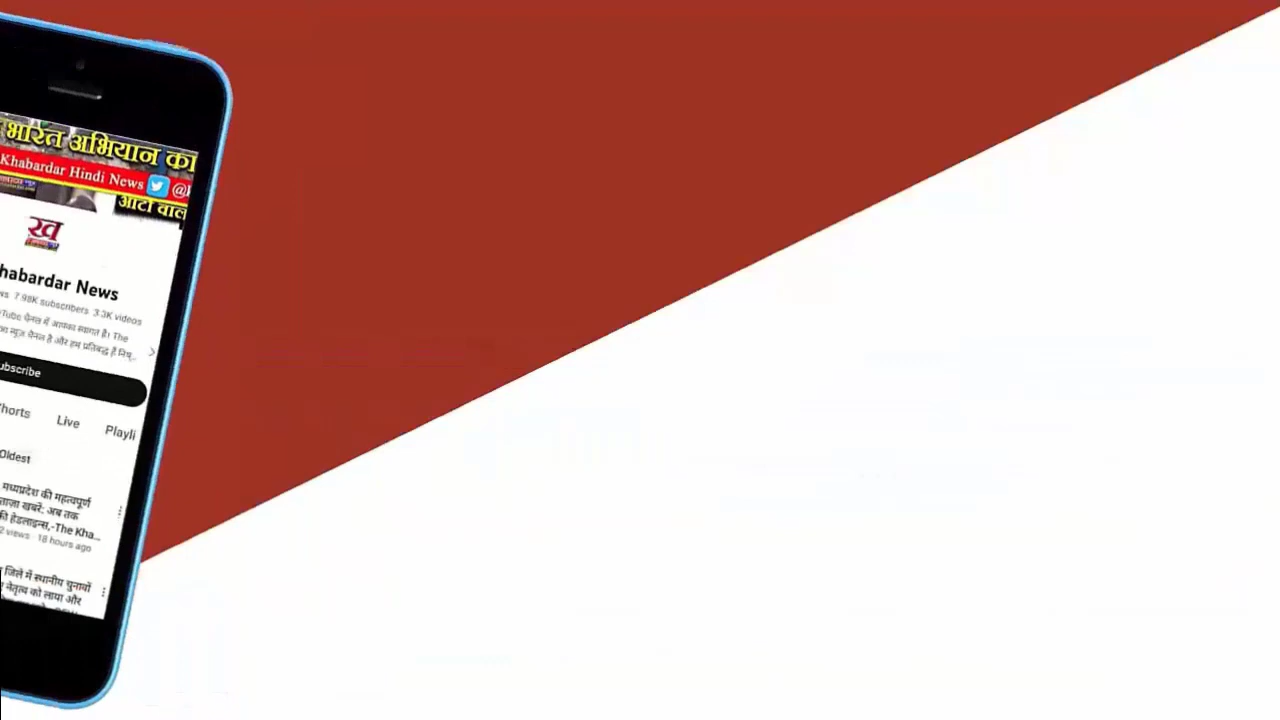 भारत अभियान का
Khabardar Hindi News
आटो वाल
ख
habardar News
7.98K subscribers 3.3K videos
Tube चैनल में आपका स्वागत है। The
न्यूज़ चैनल है और हम प्रतिबद्ध हैं निष्...
ubscribe
horts Live Playli
Oldest
मध्यप्रदेश की महत्वपूर्ण
ताज़ा खबरें: अब तक
की हेडलाइन्स,-The Kha...
2 views · 18 hours ago
जिले में स्थानीय चुनावों
नेतृत्व को लाया और